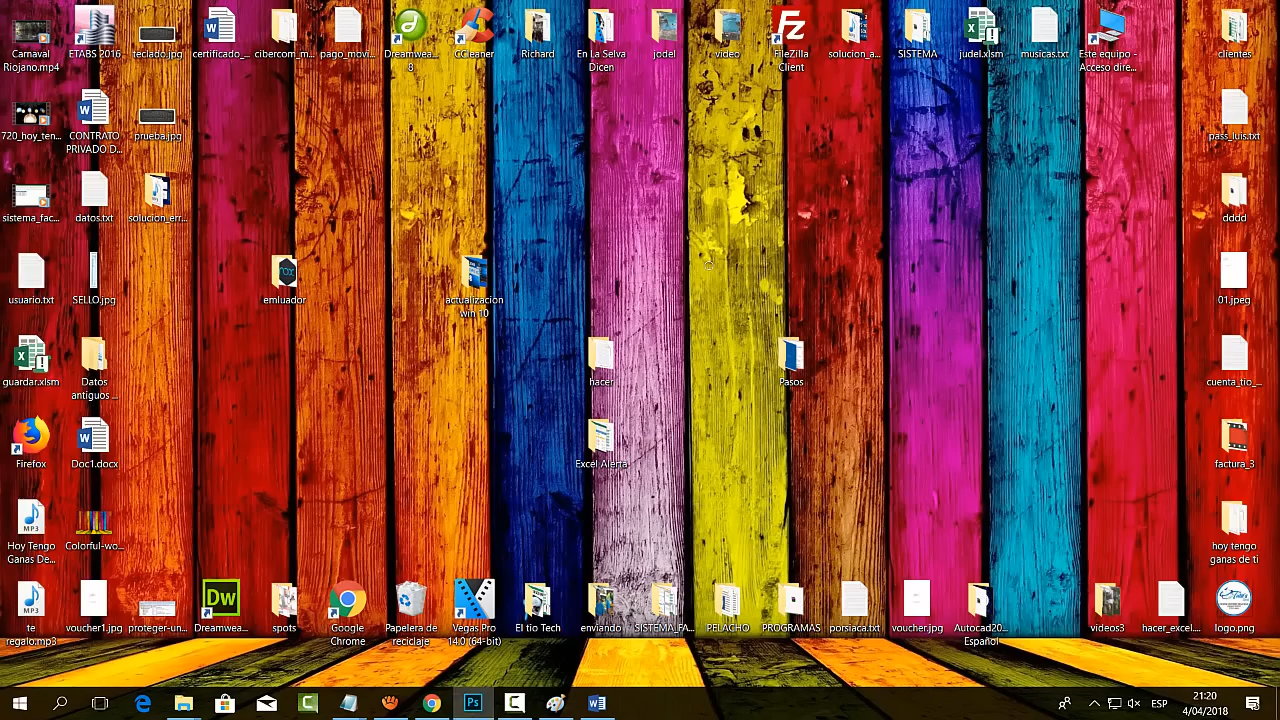 Carnaval
Riojano.mp4
ETABS 2016
teclado.jpg
certificado_...
cibercom_m...
pago_movi...
Dreamwea...
8
CCleaner
Richard
En La Selva
Dicen
jodel
video
FileZilla
Client
solucion_a...
SISTEMA
judel.xlsm
musicas.txt
Este equipo -
Acceso dire...
clientes
720_hoy_ten...
CONTRATO
PRIVADO D...
prueba.jpg
pass_luis.txt
sistema_fac...
datos.txt
solucion_err...
dddd
usuario.txt
SELLO.jpg
nox
emluador
actualizacion
win 10
01.jpeg
guardar.xlsm
Datos
antiguos ...
hacer
Pasos
cuenta_tio_...
Firefox
Doc1.docx
Excel Alerta
factura_3
MP3
Hoy Tengo
Ganas De...
Colorful-wo...
hoy tengo
ganas de ti
MP3
te
regalo.mp3
voucher1.jpg
proteger-un...
Dw
Dreamwea...
spots
Google
Chrome
Papelera de
reciclaje
Vegas Pro
14.0 (64-bit)
El tio Tech
enviando
SISTEMA_FA...
PELACHO
PROGRAMAS
porsiaca.txt
voucher.jpg
Autocad20...
Español
videos3
hacer_excel...
logo.png
Ps
ESP
21:20
4/04/2018